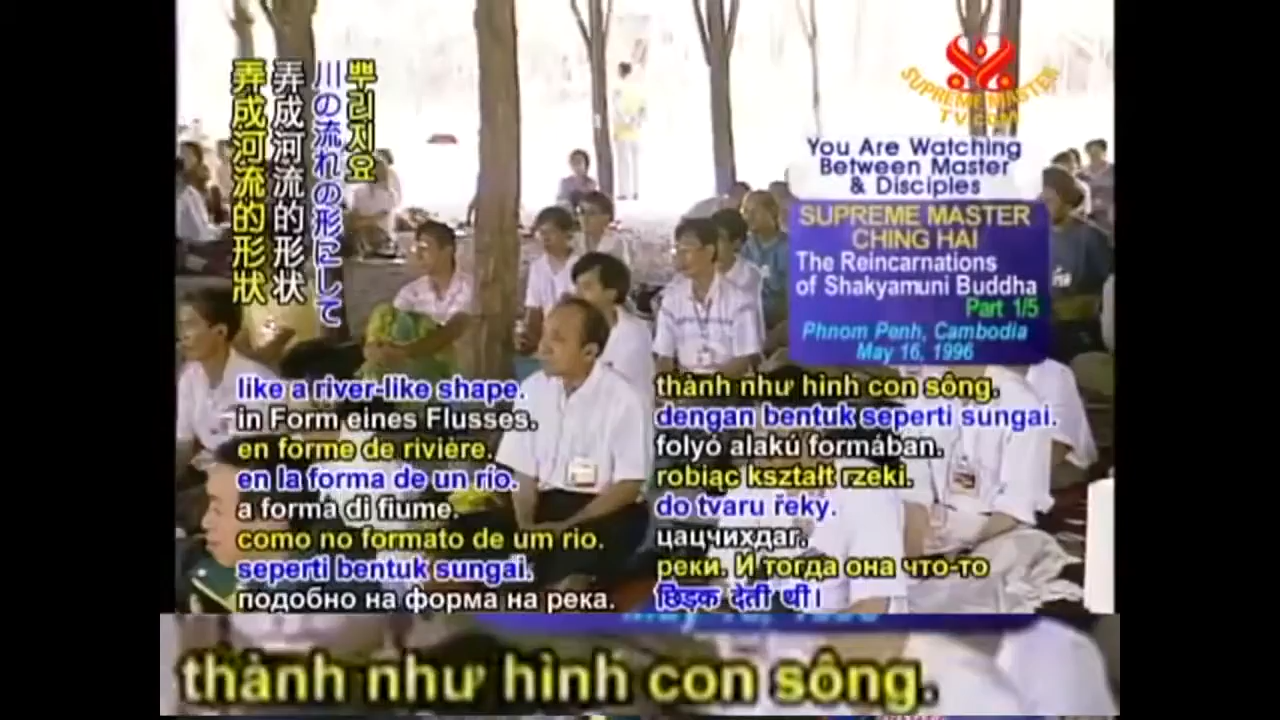 뿌리지요
川の流れの形にして
弄成河流的形状
弄成河流的形狀
SUPREME MASTER
TV.COM
You Are Watching
Between Master
& Disciples
SUPREME MASTER
CHING HAI
The Reincarnations
of Shakyamuni Buddha
Part 1/5
Phnom Penh, Cambodia
May 16, 1996
like a river-like shape.
in Form eines Flusses.
en forme de rivière.
en la forma de un río.
a forma di fiume.
como no formato de um rio.
seperti bentuk sungai.
подобно на форма на река.
thành như hình con sông.
dengan bentuk seperti sungai.
folyó alakú formában.
robiąc kształt rzeki.
do tvaru řeky.
цацчихдаг.
реки. И тогда она что-то
छिड़क देती थीं।
thành như hình con sông.